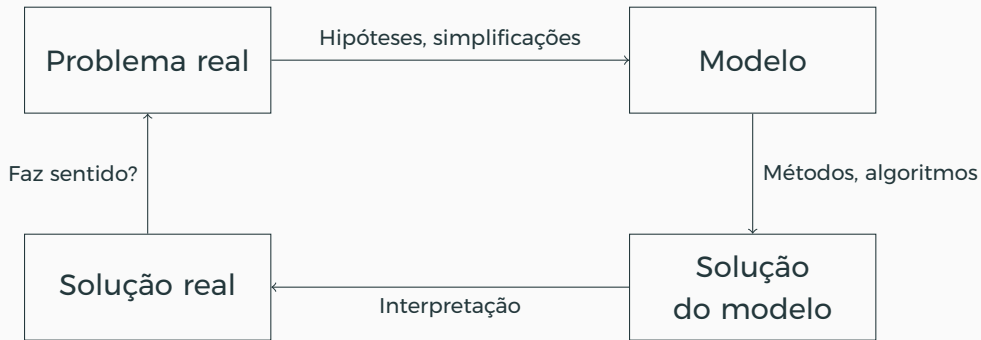 Problema real
Hipóteses, simplificações
Modelo
Faz sentido?
Métodos, algoritmos
Solução real
Interpretação
Solução
do modelo